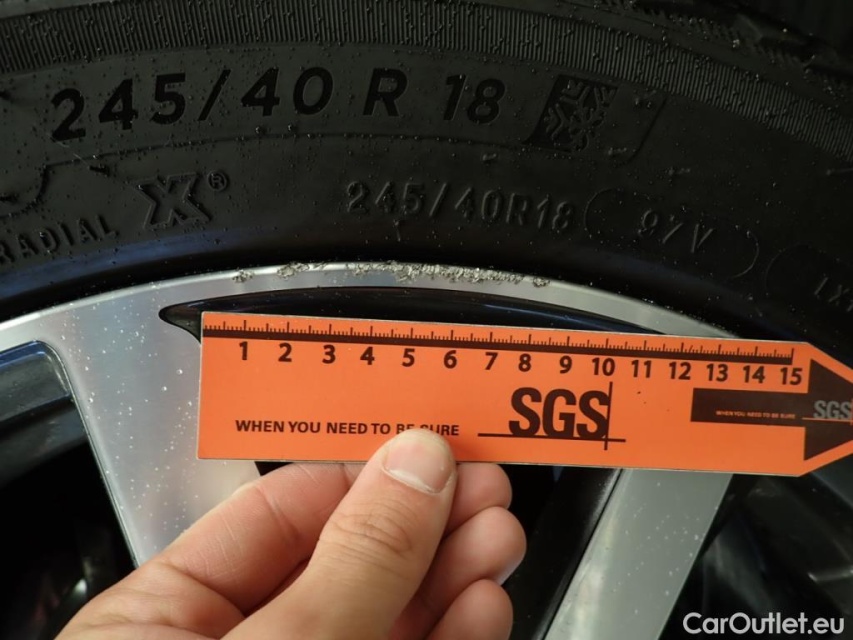 245/40 R 18
RADIAL X®
245/40R18 97V
1 2 3 4 5 6 7 8 9 10 11 12 13 14 15
WHEN YOU NEED TO BE SURE
SGS
WHEN YOU NEED TO BE SURE
SGS
CarOutlet.eu